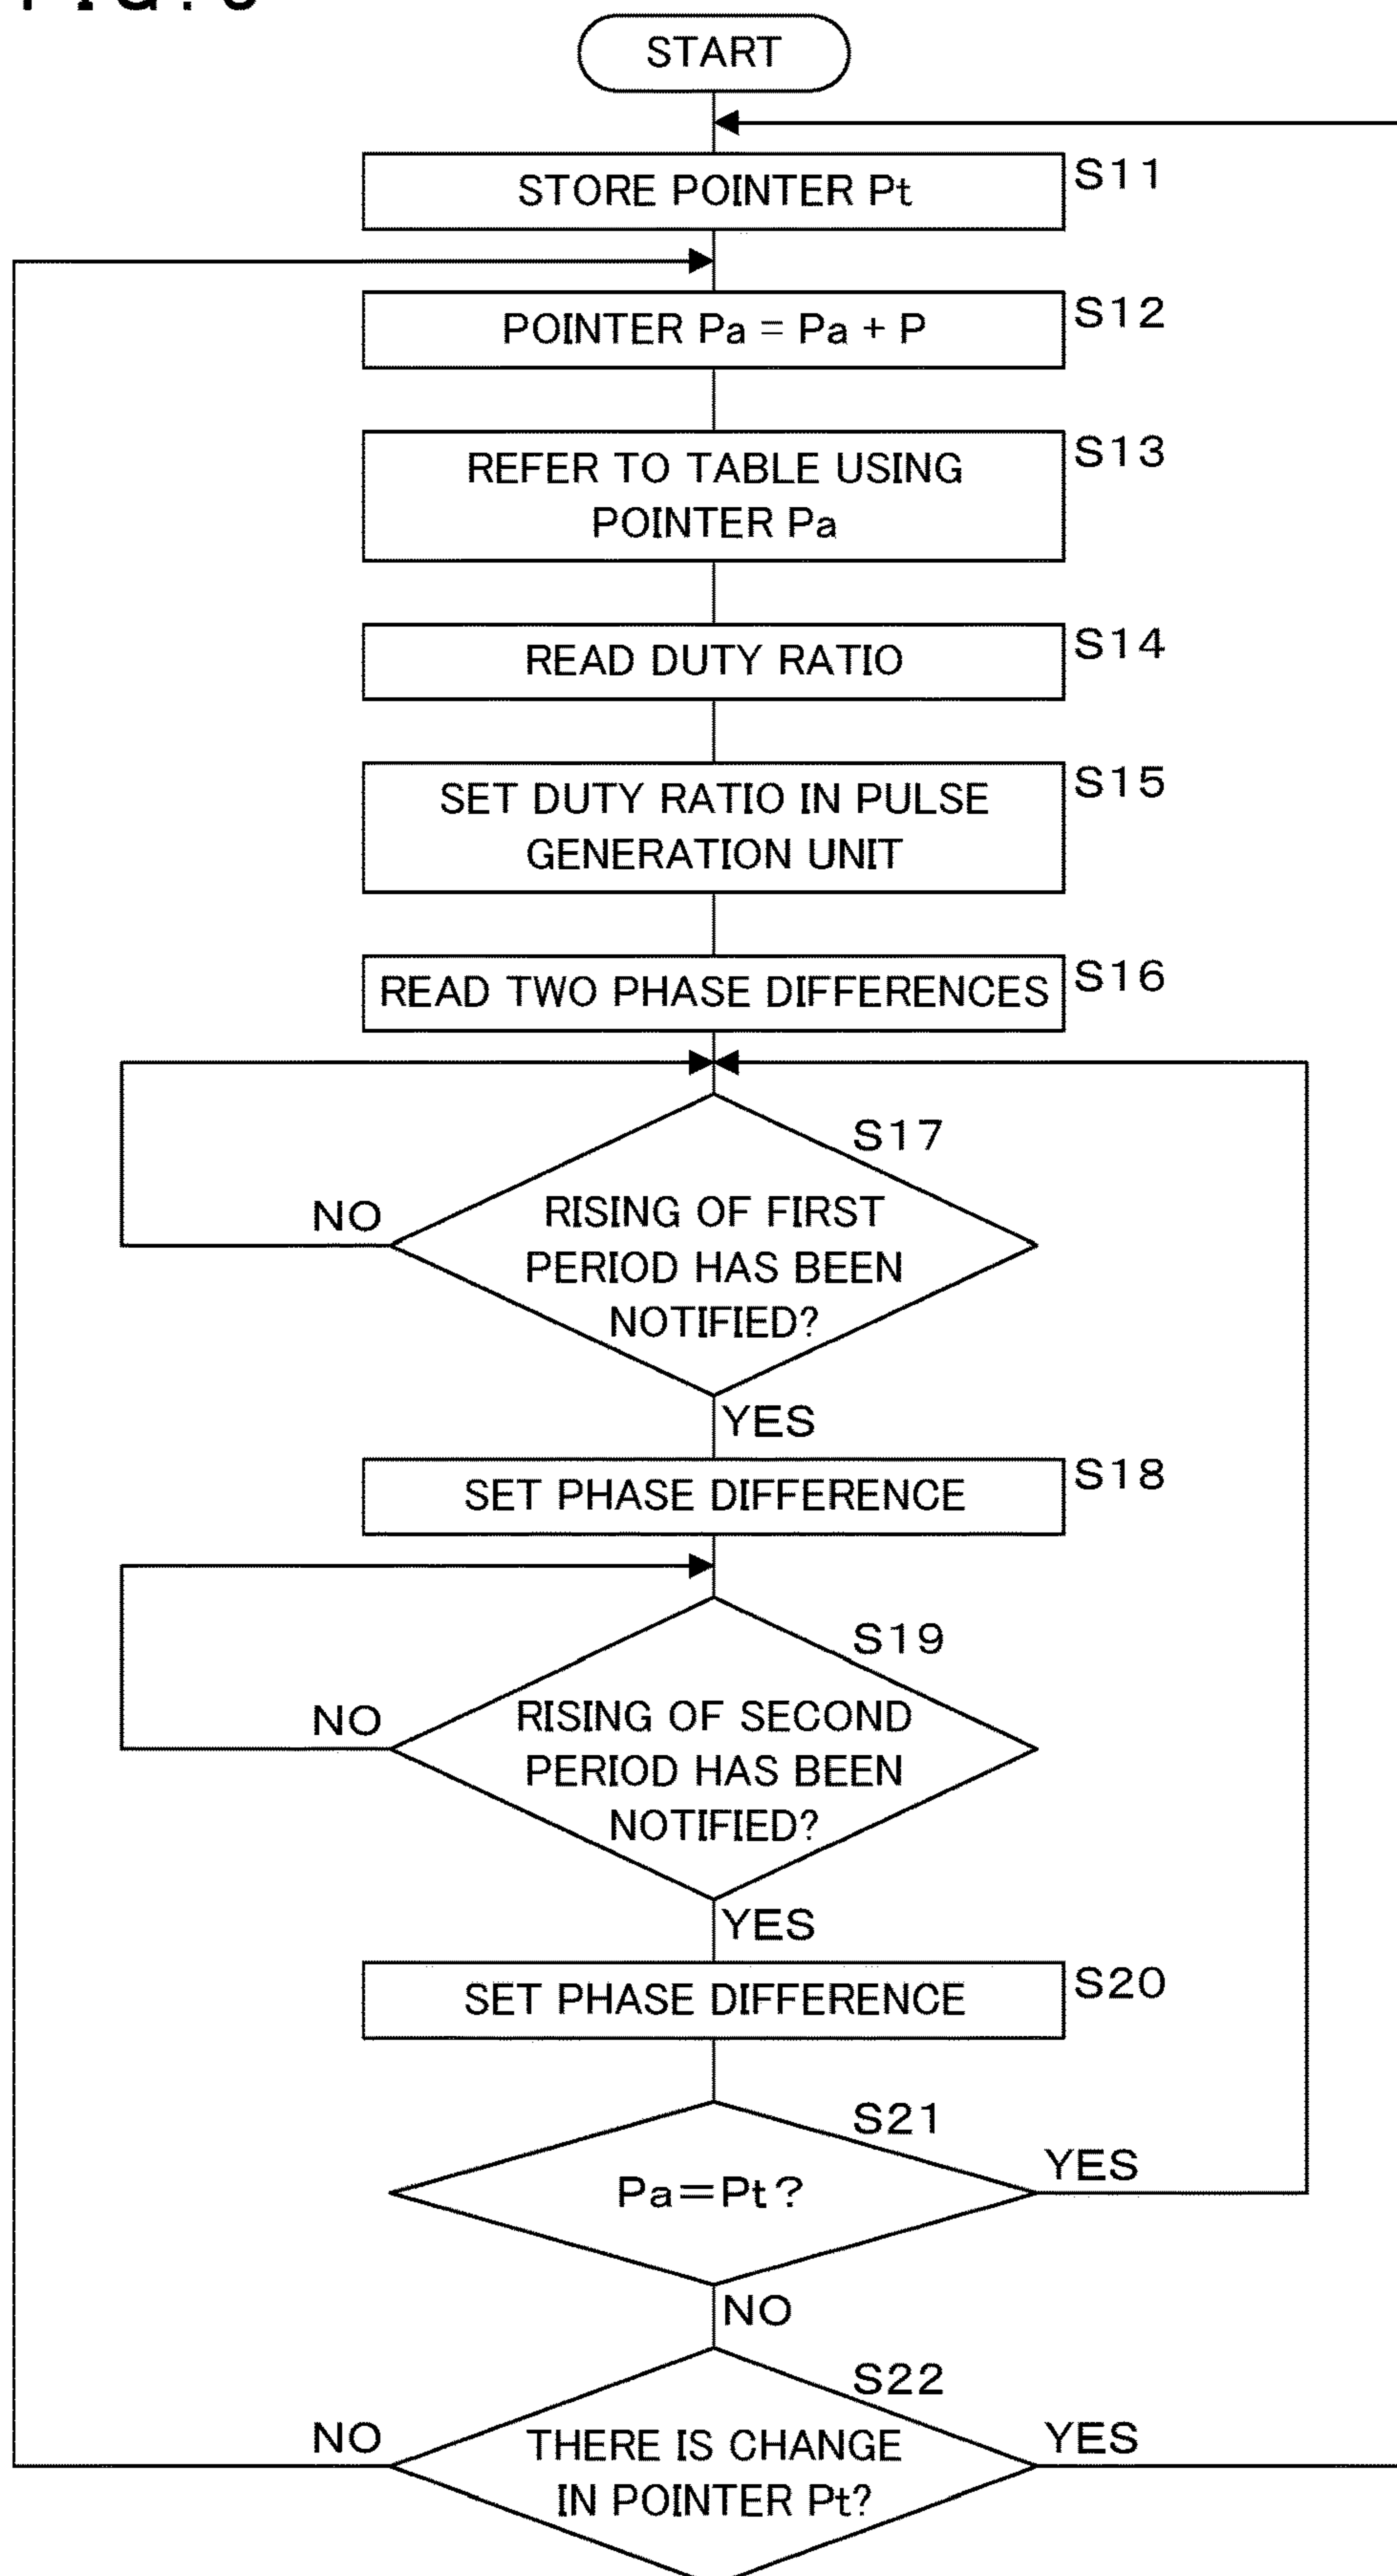 START
STORE POINTER Pt
S11
POINTER Pa = Pa + P
S12
REFER TO TABLE USING
POINTER Pa
S13
READ DUTY RATIO
S14
SET DUTY RATIO IN PULSE
GENERATION UNIT
S15
READ TWO PHASE DIFFERENCES
S16
S17
RISING OF FIRST
PERIOD HAS BEEN
NOTIFIED?
NO
YES
SET PHASE DIFFERENCE
S18
S19
RISING OF SECOND
PERIOD HAS BEEN
NOTIFIED?
NO
YES
SET PHASE DIFFERENCE
S20
S21
Pa=Pt?
YES
NO
S22
THERE IS CHANGE
IN POINTER Pt?
NO
YES